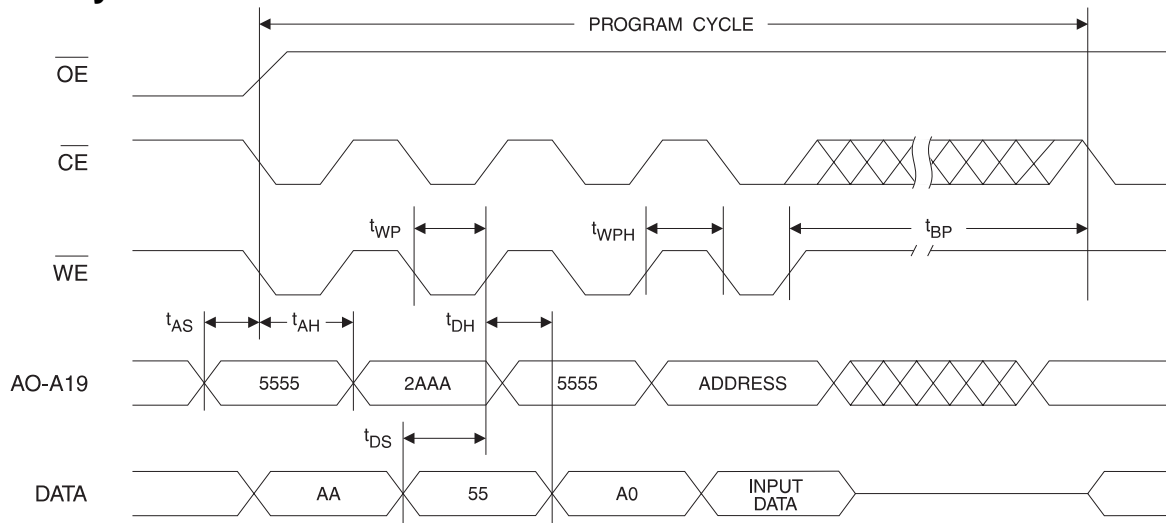 PROGRAM CYCLE
OE
CE
tWP
tWPH
tBP
WE
tAS
tAH
tDH
AO-A19
5555
2AAA
5555
ADDRESS
tDS
DATA
AA
55
A0
INPUT
DATA